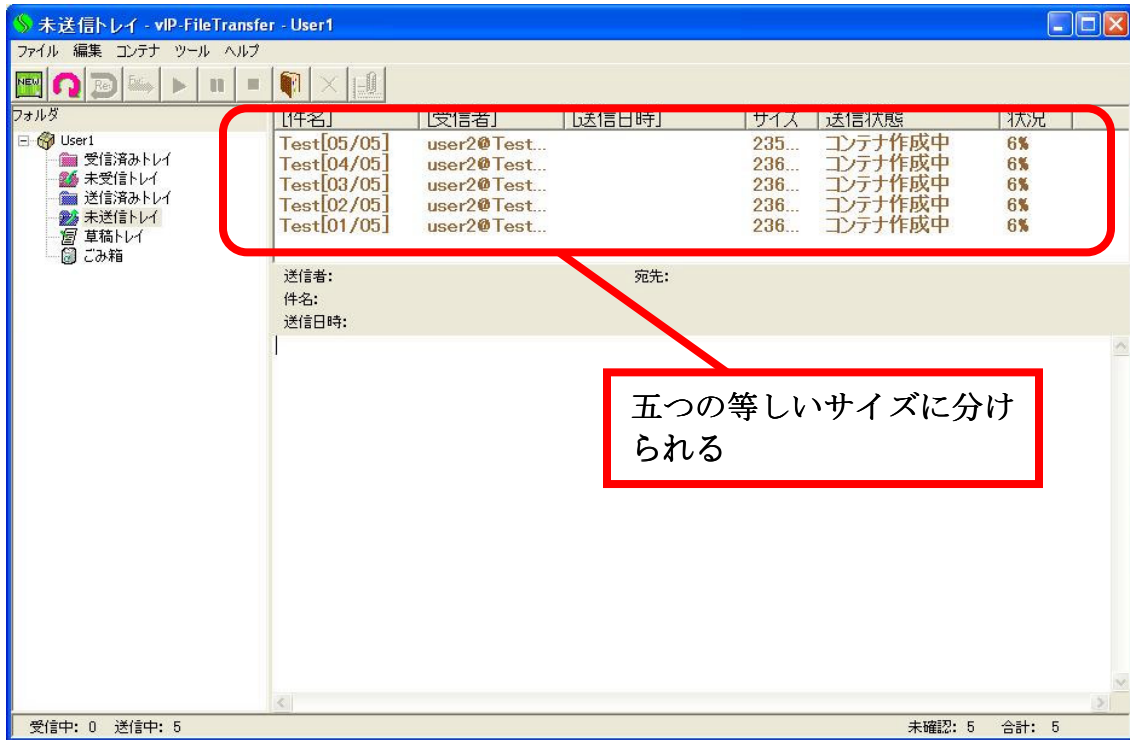 未送信トレイ - vIP-FileTransfer - User1
ファイル 編集 コンテナ ツール ヘルプ
NEW Re
フォルダ
[件名] [受信者] [送信日時] サイズ 送信状態 状況
User1
受信済みトレイ
未受信トレイ
送信済みトレイ
未送信トレイ
草稿トレイ
ごみ箱
Test[05/05] user2@Test... 235... コンテナ作成中 6%
Test[04/05] user2@Test... 236... コンテナ作成中 6%
Test[03/05] user2@Test... 236... コンテナ作成中 6%
Test[02/05] user2@Test... 236... コンテナ作成中 6%
Test[01/05] user2@Test... 236... コンテナ作成中 6%
送信者: 宛先:
件名:
送信日時:
五つの等しいサイズに分け
られる
受信中: 0 送信中: 5 未確認: 5 合計: 5